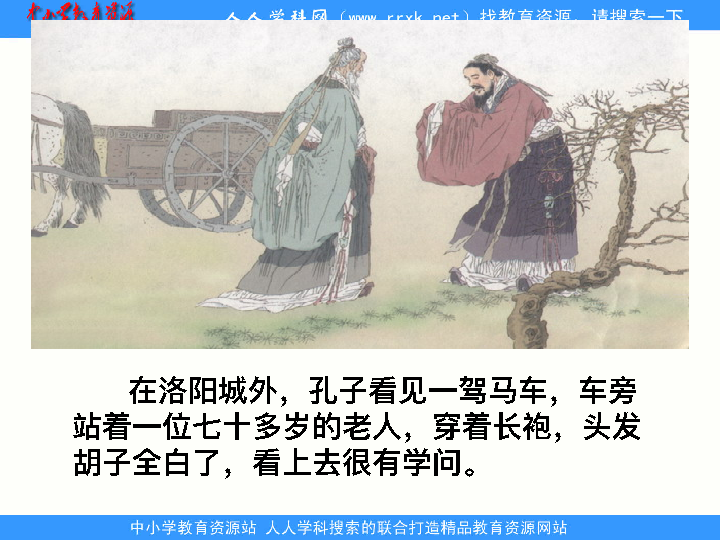 中小学教育资源
人人学科网（www.rrxk.net）找教育资源，请搜索一下
在洛阳城外，孔子看见一驾马车，车旁
站着一位七十多岁的老人，穿着长袍，头发
胡子全白了，看上去很有学问。
中小学教育资源站 人人学科搜索的联合打造精品教育资源网站